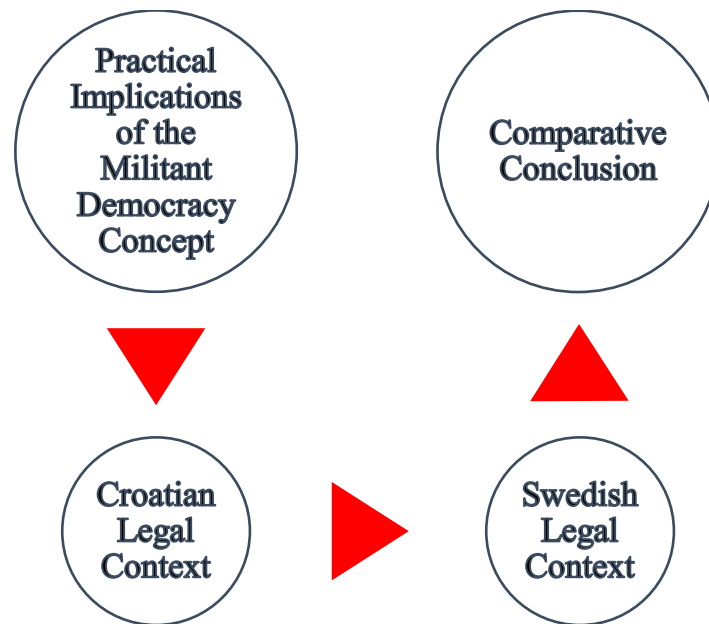 Practical
Implications
of the
Militant
Democracy
Concept
Croatian
Legal
Context
Swedish
Legal
Context
Comparative
Conclusion